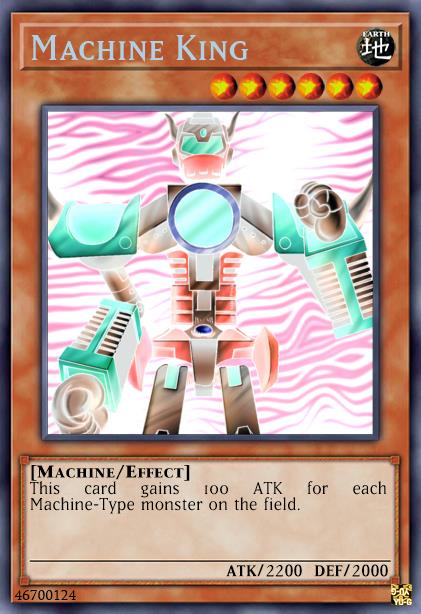 Machine King
EARTH
地
[Machine/Effect]
This card gains 100 ATK for each
Machine-Type monster on the field.
ATK/2200 DEF/2000
46700124